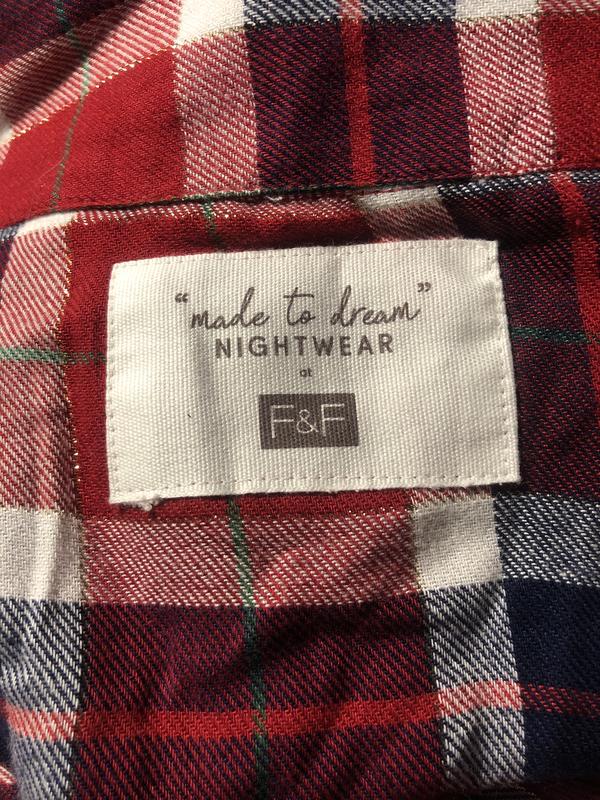 “made to dream”
NIGHTWEAR
at
F&F